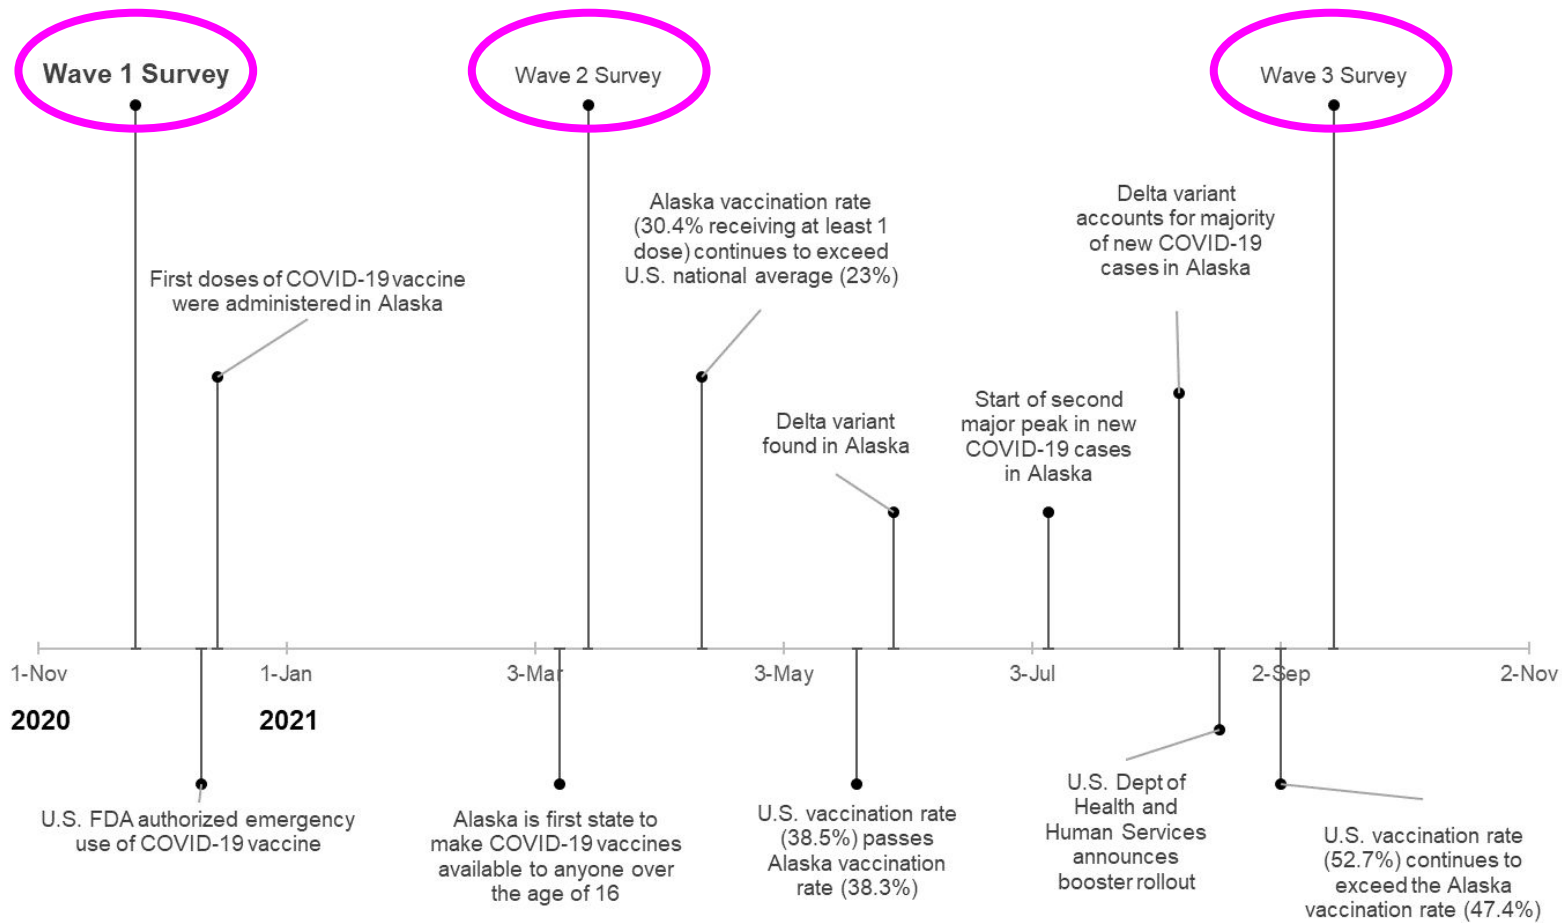 Wave 1 Survey
Wave 2 Survey
Wave 3 Survey
First doses of COVID-19 vaccine
were administered in Alaska
Alaska vaccination rate
(30.4% receiving at least 1
dose) continues to exceed
U.S. national average (23%)
Delta variant
found in Alaska
Start of second
major peak in new
COVID-19 cases
in Alaska
Delta variant
accounts for majority
of new COVID-19
cases in Alaska
1-Nov
1-Jan
3-Mar
3-May
3-Jul
2-Sep
2-Nov
2020
2021
U.S. FDA authorized emergency
use of COVID-19 vaccine
Alaska is first state to
make COVID-19 vaccines
available to anyone over
the age of 16
U.S. vaccination rate
(38.5%) passes
Alaska vaccination
rate (38.3%)
U.S. Dept of
Health and
Human Services
announces
booster rollout
U.S. vaccination rate
(52.7%) continues to
exceed the Alaska
vaccination rate (47.4%)